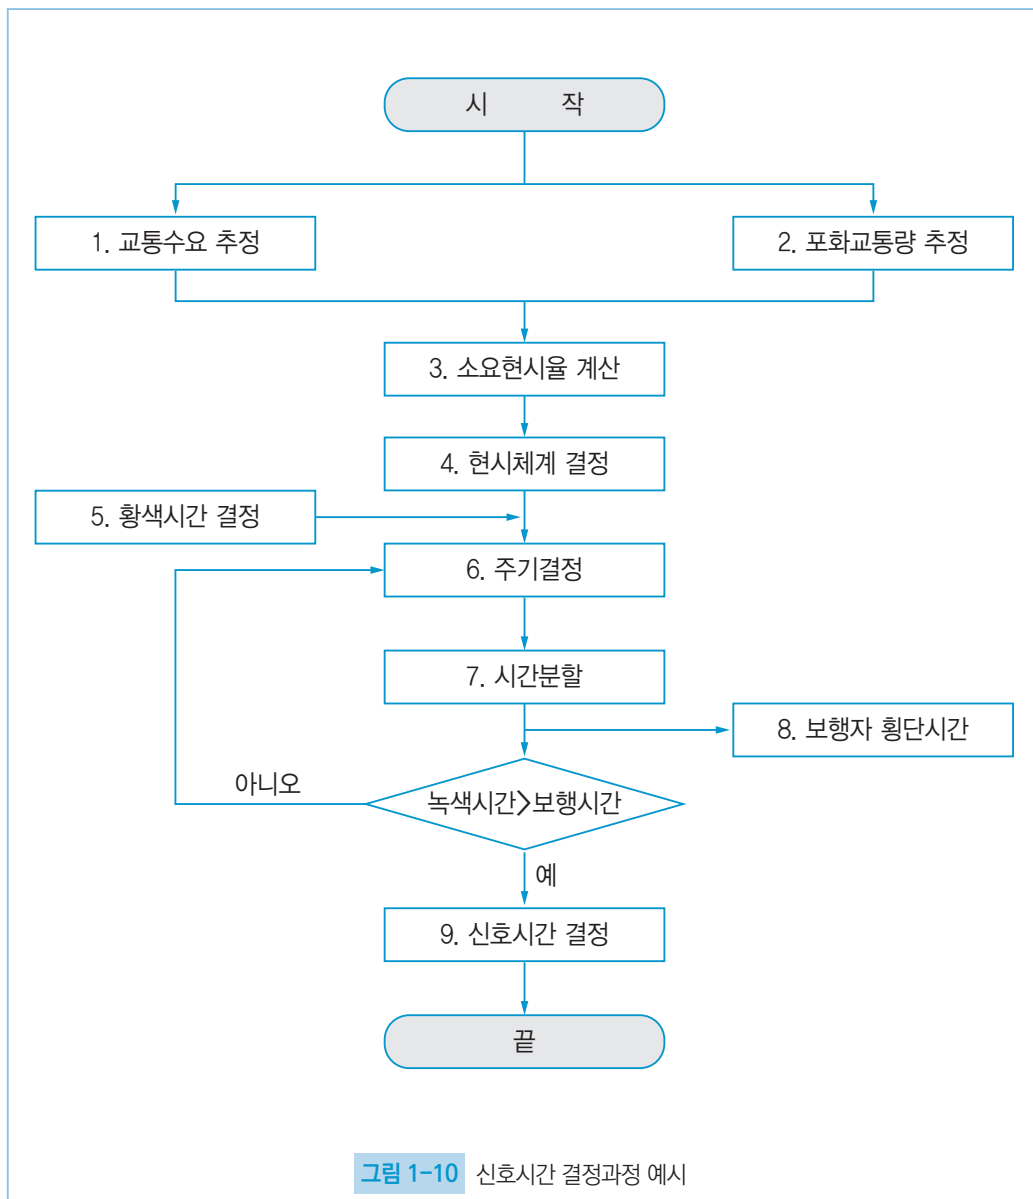 시 작
1. 교통수요 추정
2. 포화교통량 추정
3. 소요현시율 계산
4. 현시체계 결정
5. 황색시간 결정
6. 주기결정
7. 시간분할
8. 보행자 횡단시간
아니오
녹색시간>보행시간
예
9. 신호시간 결정
끝
그림 1-10 신호시간 결정과정 예시